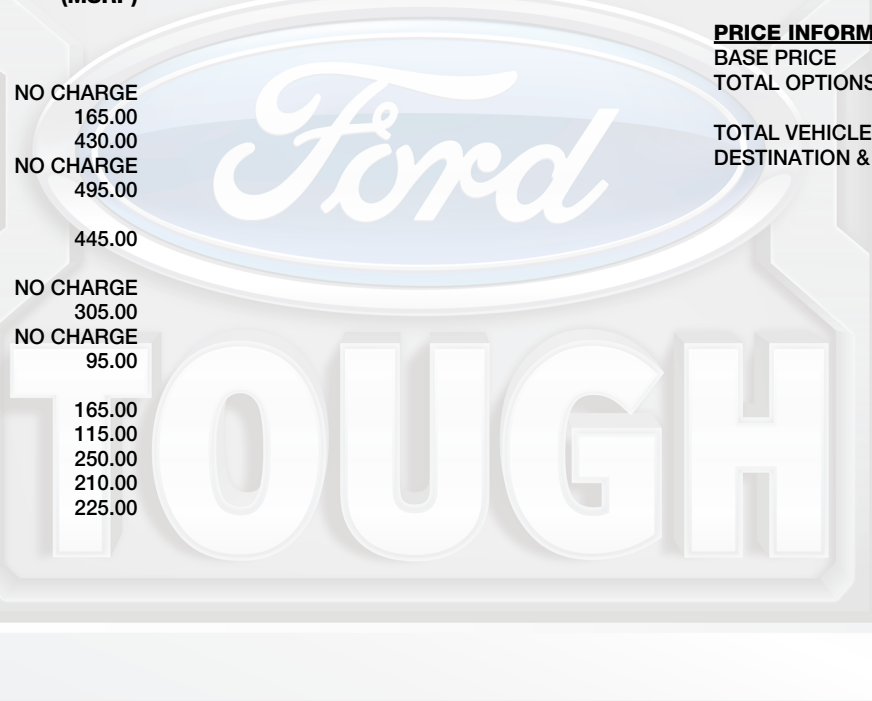 (MSRP)
PRICE INFORM
BASE PRICE
TOTAL OPTIONS
TOTAL VEHICLE
DESTINATION &
NO CHARGE
165.00
430.00
NO CHARGE
495.00
445.00
NO CHARGE
305.00
NO CHARGE
95.00
165.00
115.00
250.00
210.00
225.00
Ford
TOUGH